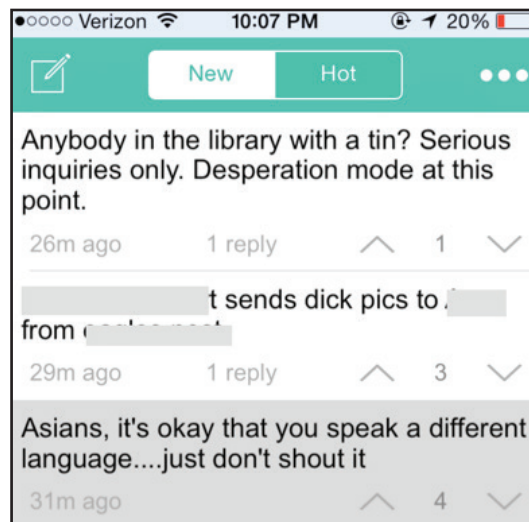 Verizon 10:07 PM 20%
New Hot
Anybody in the library with a tin? Serious
inquiries only. Desperation mode at this
point.
26m ago 1 reply 1
t sends dick pics to
from
29m ago 1 reply 3
Asians, it's okay that you speak a different
language....just don't shout it
31m ago 4